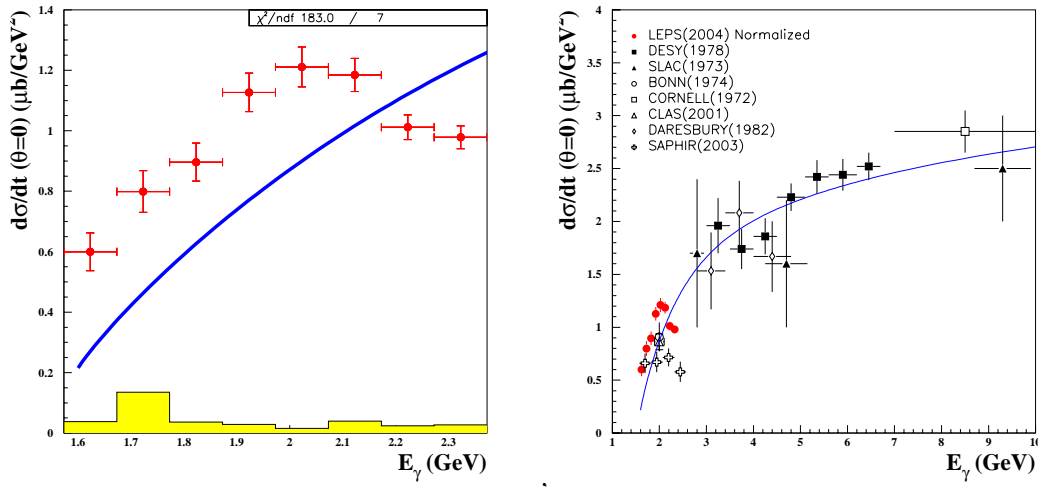 χ²/ndf 183.0 / 7
dσ/dt (θ=0) (μb/GeV²)
1.4
1.2
1
0.8
0.6
0.4
0.2
0
1.6
1.7
1.8
1.9
2
2.1
2.2
2.3
E_γ (GeV)
,
dσ/dt (θ=0) (μb/GeV²)
4
3.5
3
2.5
2
1.5
1
0.5
0
LEPS(2004) Normalized
DESY(1978)
SLAC(1973)
BONN(1974)
CORNELL(1972)
CLAS(2001)
DARESBURY(1982)
SAPHIR(2003)
1
2
3
4
5
6
7
8
9
10
E_γ (GeV)